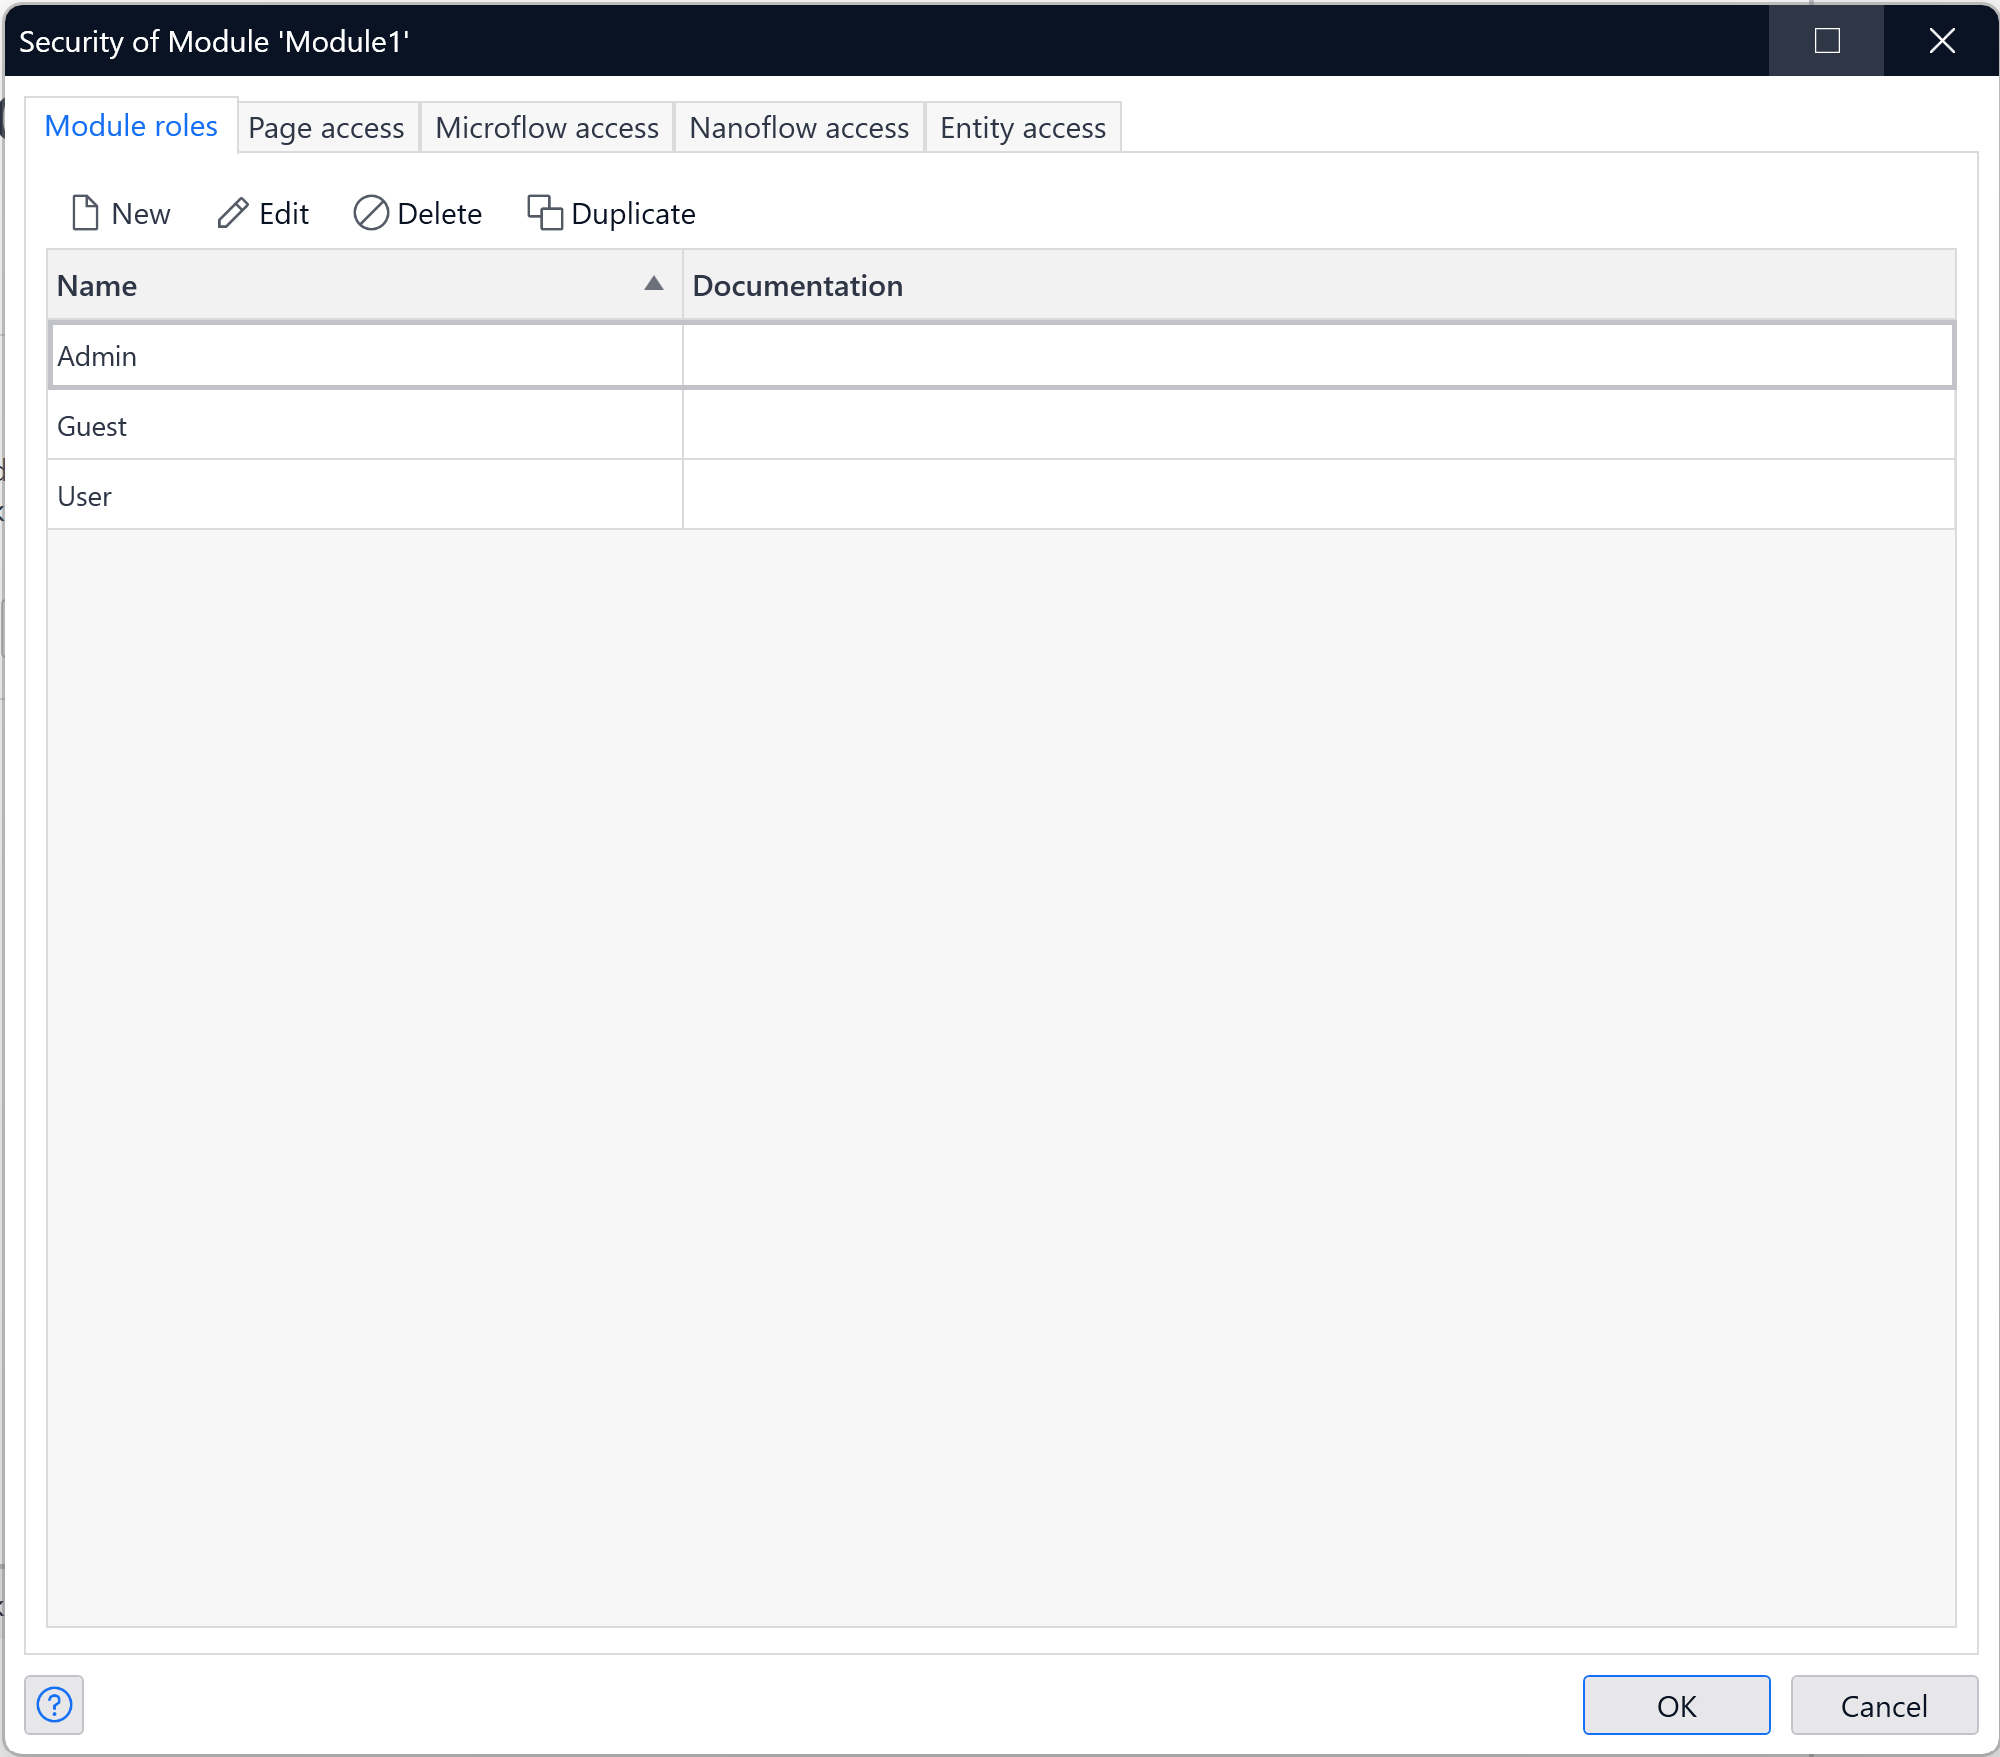 Security of Module 'Module1'
Module roles Page access Microflow access Nanoflow access Entity access
New Edit Delete Duplicate
Name Documentation
Admin
Guest
User
? OK Cancel